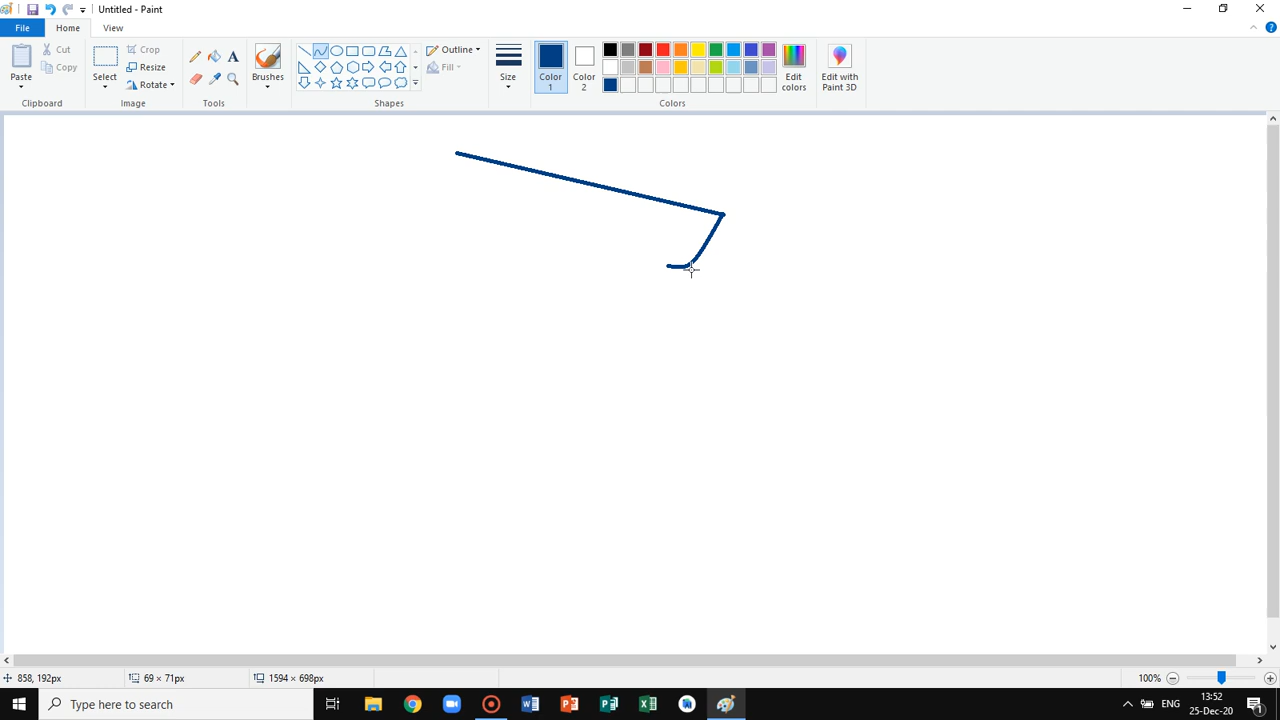 Untitled - Paint
File
Home
View
Paste
Cut
Copy
Clipboard
Select
Crop
Resize
Rotate
Image
A
Tools
Brushes
Outline
Fill
Shapes
Size
Color 1
Color 2
Edit colors
Colors
Edit with Paint 3D
858, 192px
69 × 71px
1594 × 698px
100%
Type here to search
ENG
13:52
25-Dec-20